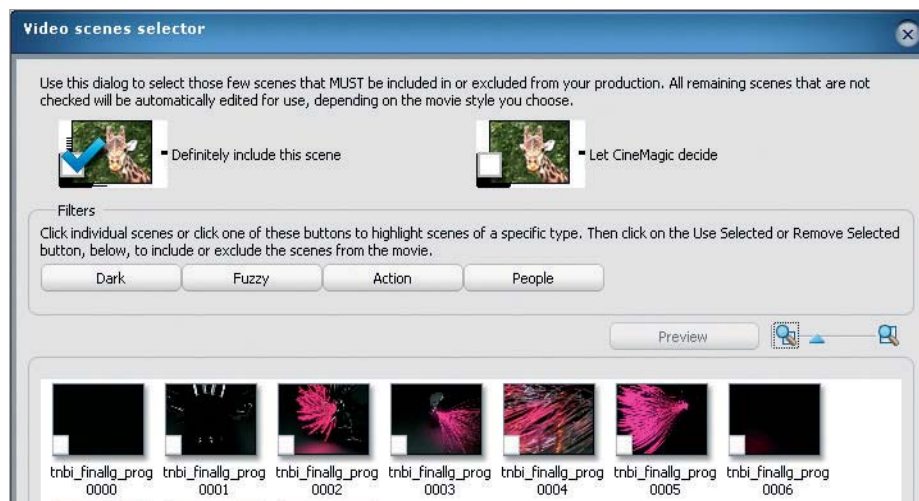 Video scenes selector
Use this dialog to select those few scenes that MUST be included in or excluded from your production. All remaining scenes that are not
checked will be automatically edited for use, depending on the movie style you choose.
- Definitely include this scene
- Let CineMagic decide
Filters
Click individual scenes or click one of these buttons to highlight scenes of a specific type. Then click on the Use Selected or Remove Selected
button, below, to include or exclude the scenes from the movie.
Dark Fuzzy Action People
Preview
tnbi_finallg_prog tnbi_finallg_prog tnbi_finallg_prog tnbi_finallg_prog tnbi_finallg_prog tnbi_finallg_prog tnbi_finallg_prog
0000 0001 0002 0003 0004 0005 0006